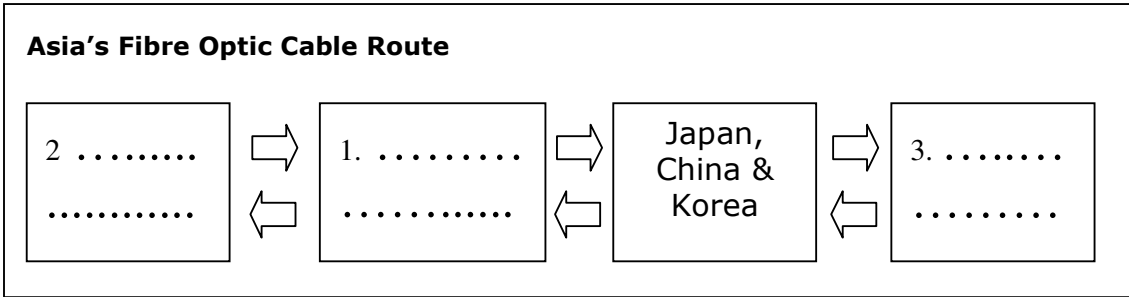 Asia’s Fibre Optic Cable Route
2 .........
............
1. .........
............
Japan,
China &
Korea
3. ........
.........